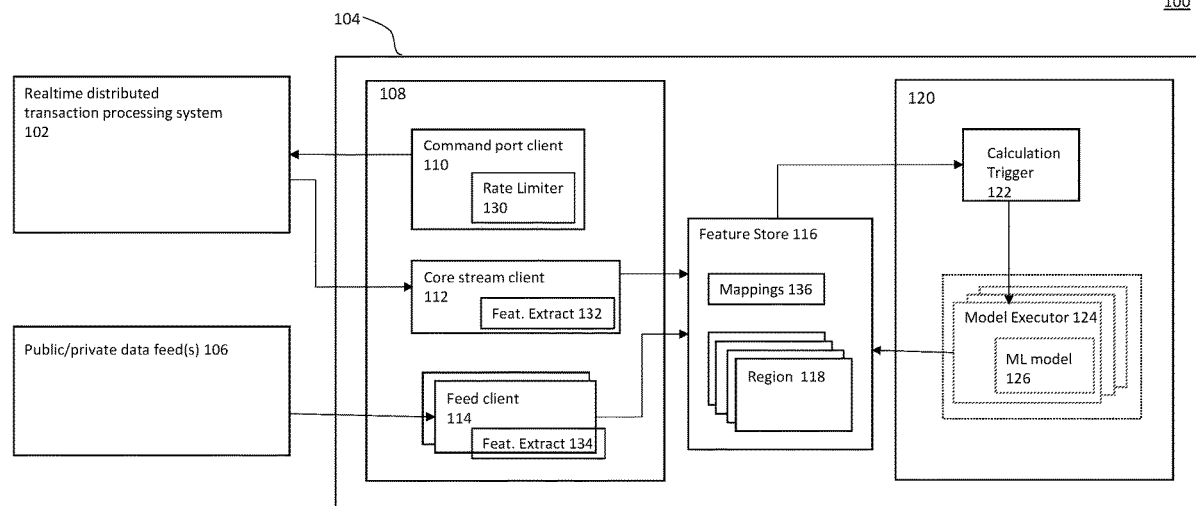 100
104
Realtime distributed
transaction processing system
102
108
120
Command port client
110
Rate Limiter
130
Calculation
Trigger
122
Feature Store 116
Core stream client
112
Feat. Extract 132
Mappings 136
Model Executor 124
ML model
126
Public/private data feed(s) 106
Region 118
Feed client
114
Feat. Extract 134